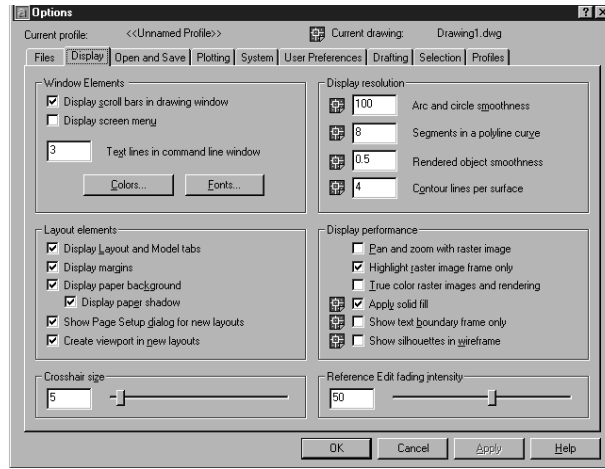 Options
Current profile: <<Unnamed Profile>> Current drawing: Drawing1.dwg
Files Display Open and Save Plotting System User Preferences Drafting Selection Profiles
Window Elements
Display scroll bars in drawing window
Display screen menu
3 Text lines in command line window
Colors... Fonts...
Display resolution
100 Arc and circle smoothness
8 Segments in a polyline curve
0.5 Rendered object smoothness
4 Contour lines per surface
Layout elements
Display Layout and Model tabs
Display margins
Display paper background
Display paper shadow
Show Page Setup dialog for new layouts
Create viewport in new layouts
Display performance
Pan and zoom with raster image
Highlight raster image frame only
True color raster images and rendering
Apply solid fill
Show text boundary frame only
Show silhouettes in wireframe
Crosshair size
5
Reference Edit fading intensity
50
OK Cancel Apply Help